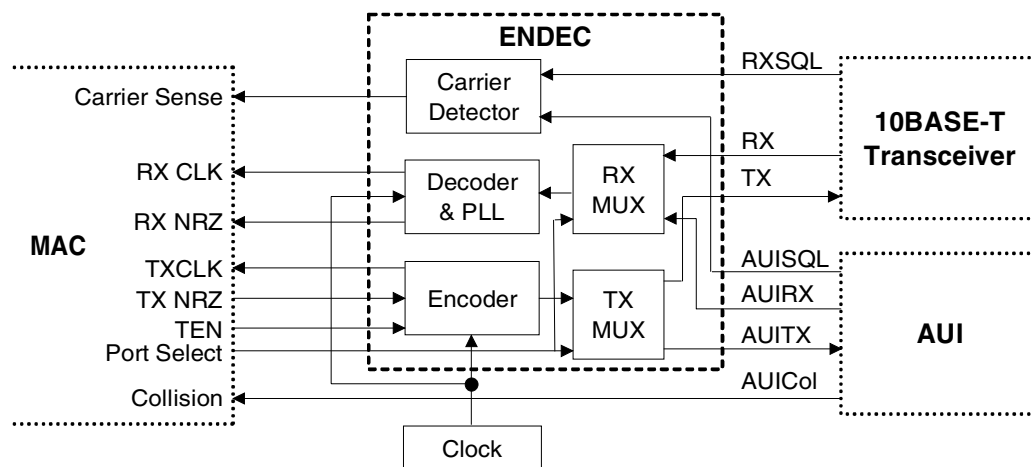 ENDEC
RXSQL
Carrier Sense
Carrier
Detector
10BASE-T
Transceiver
RX
TX
RX CLK
Decoder
& PLL
RX
MUX
RX NRZ
MAC
TXCLK
AUISQL
TX NRZ
Encoder
TX
MUX
AUIRX
TEN
AUITX
AUI
Port Select
AUICol
Collision
Clock